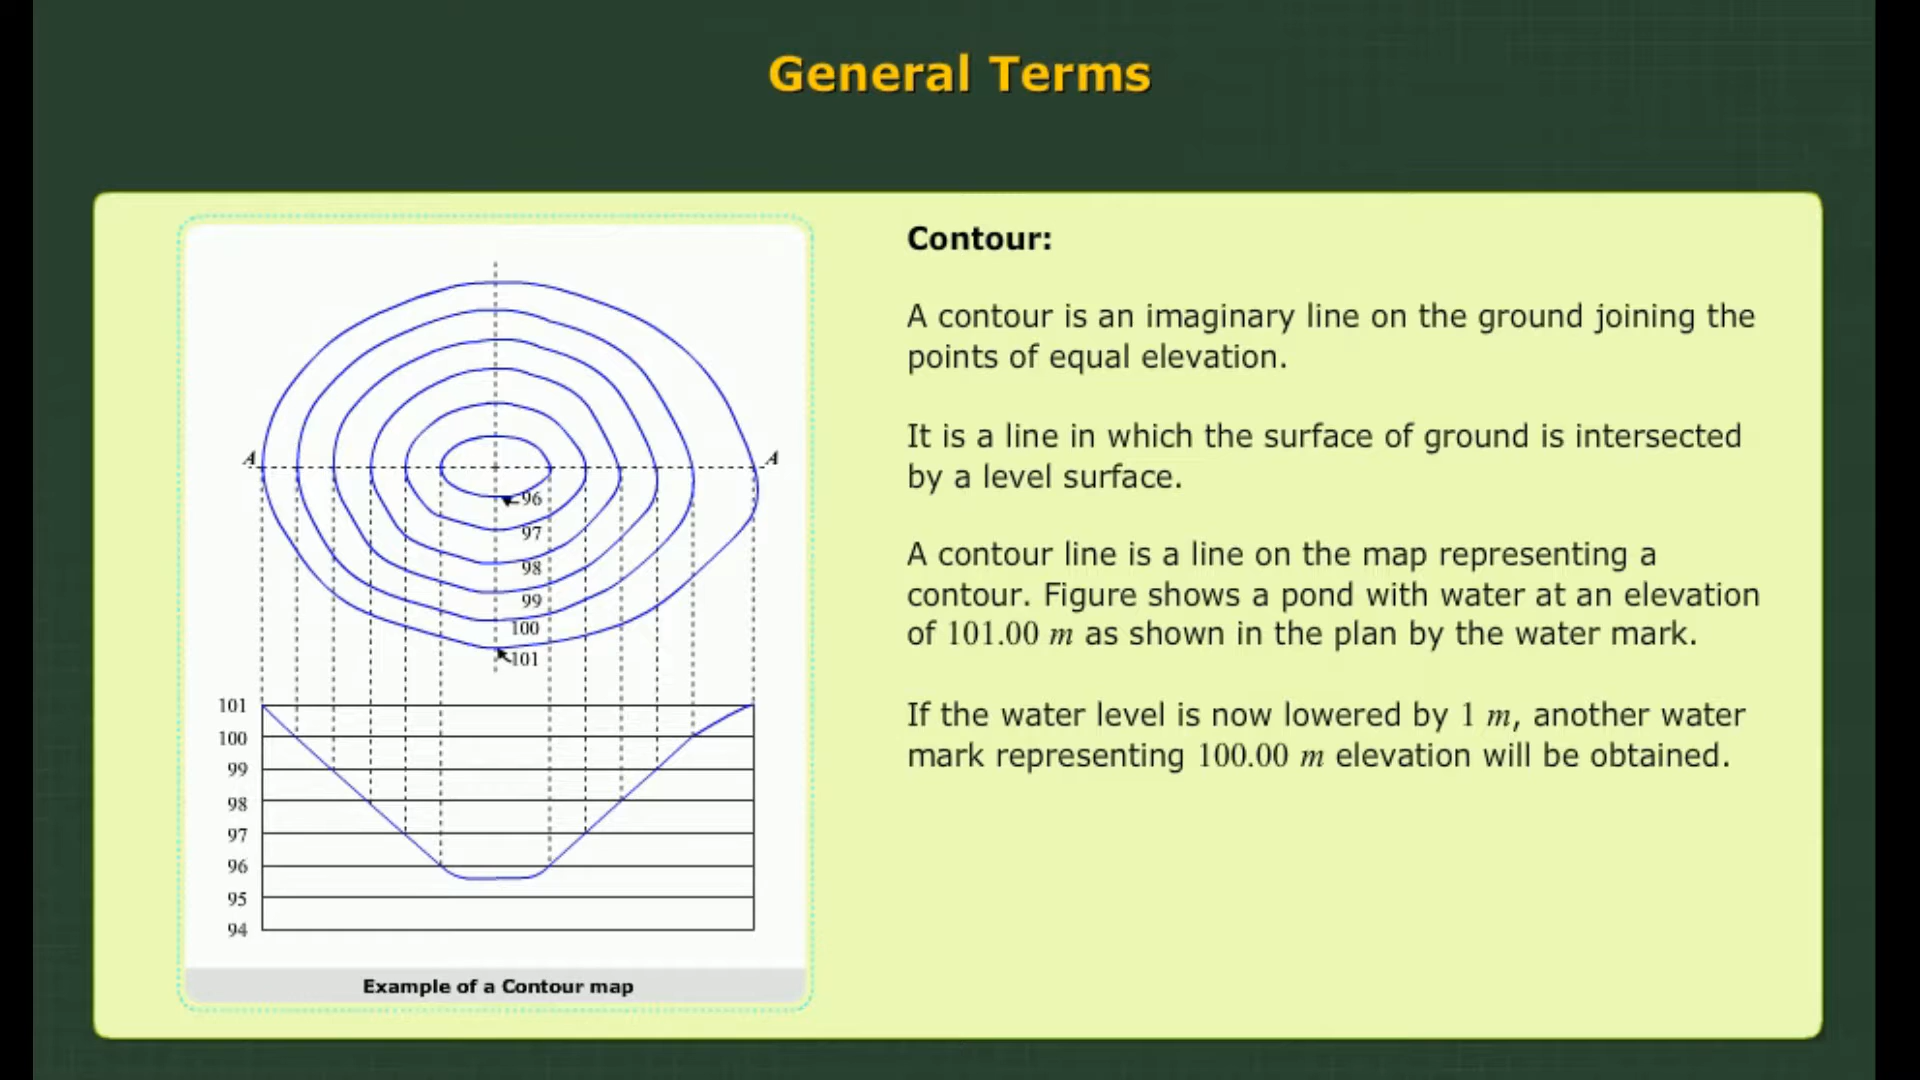 General Terms
A
A
96
97
98
99
100
101
101
100
99
98
97
96
95
94
Example of a Contour map
Contour:
A contour is an imaginary line on the ground joining the
points of equal elevation.
It is a line in which the surface of ground is intersected
by a level surface.
A contour line is a line on the map representing a
contour. Figure shows a pond with water at an elevation
of 101.00 m as shown in the plan by the water mark.
If the water level is now lowered by 1 m, another water
mark representing 100.00 m elevation will be obtained.